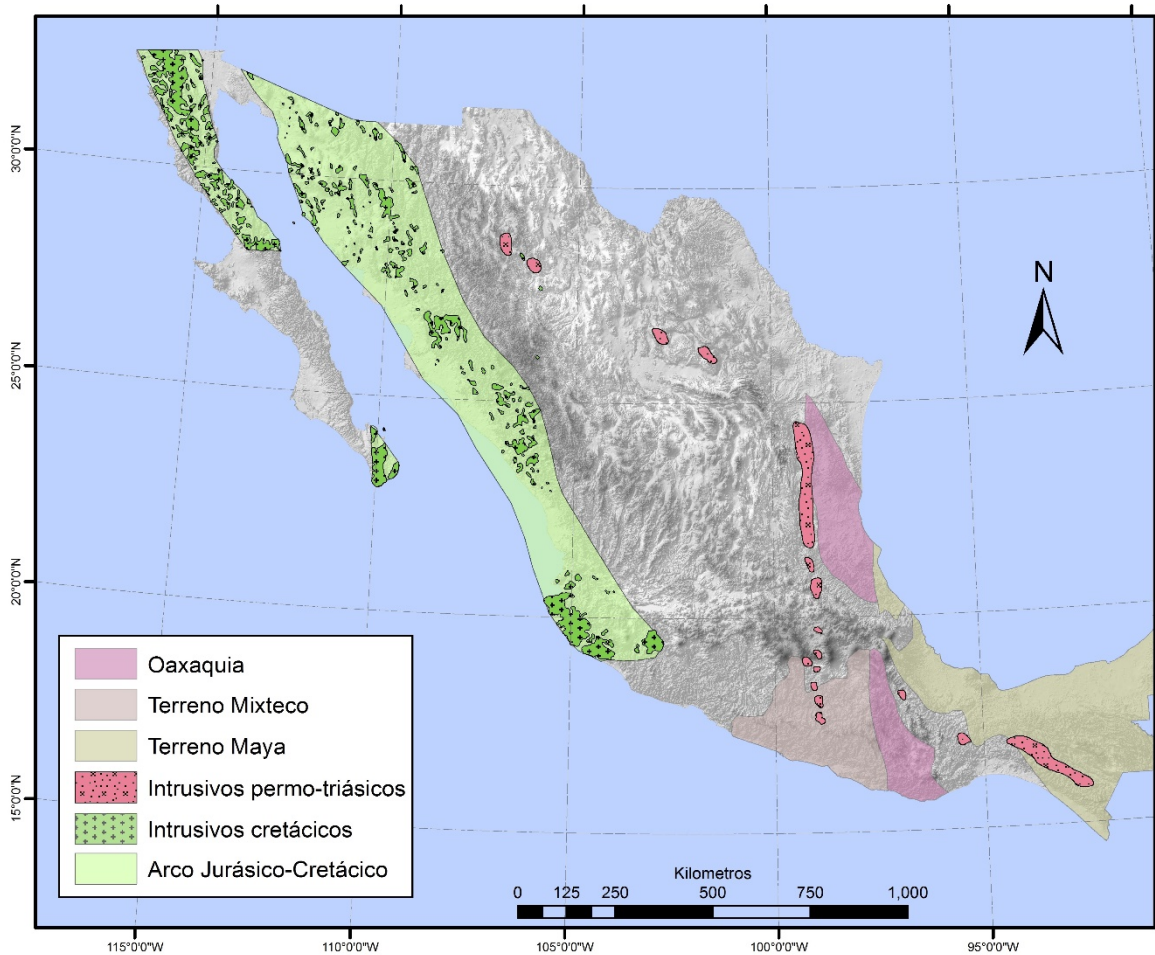 30°0'0"N
25°0'0"N
20°0'0"N
15°0'0"N
N
Oaxaquia
Terreno Mixteco
Terreno Maya
Intrusivos permo-triásicos
Intrusivos cretácicos
Arco Jurásico-Cretácico
Kilometros
0 125 250 500 750 1,000
115°0'0"W 110°0'0"W 105°0'0"W 100°0'0"W 95°0'0"W